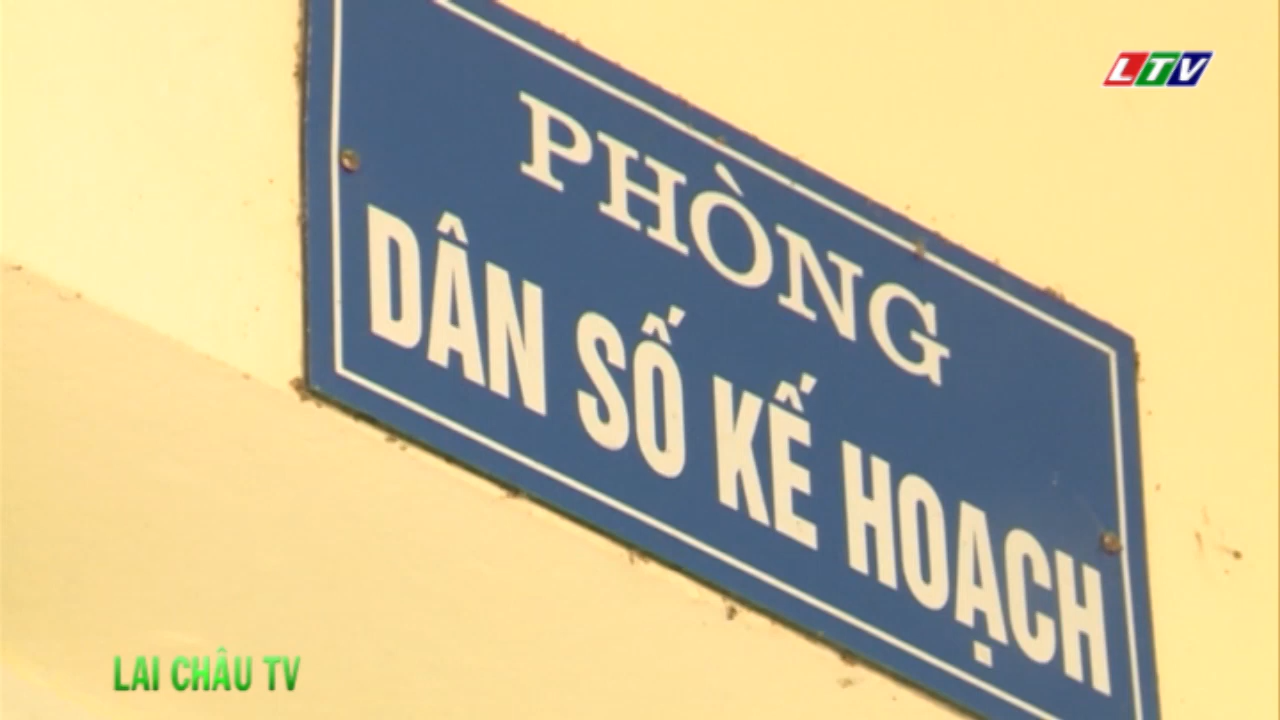 LTV
PHÒNG
DÂN SỐ KẾ HOẠCH
LAI CHÂU TV